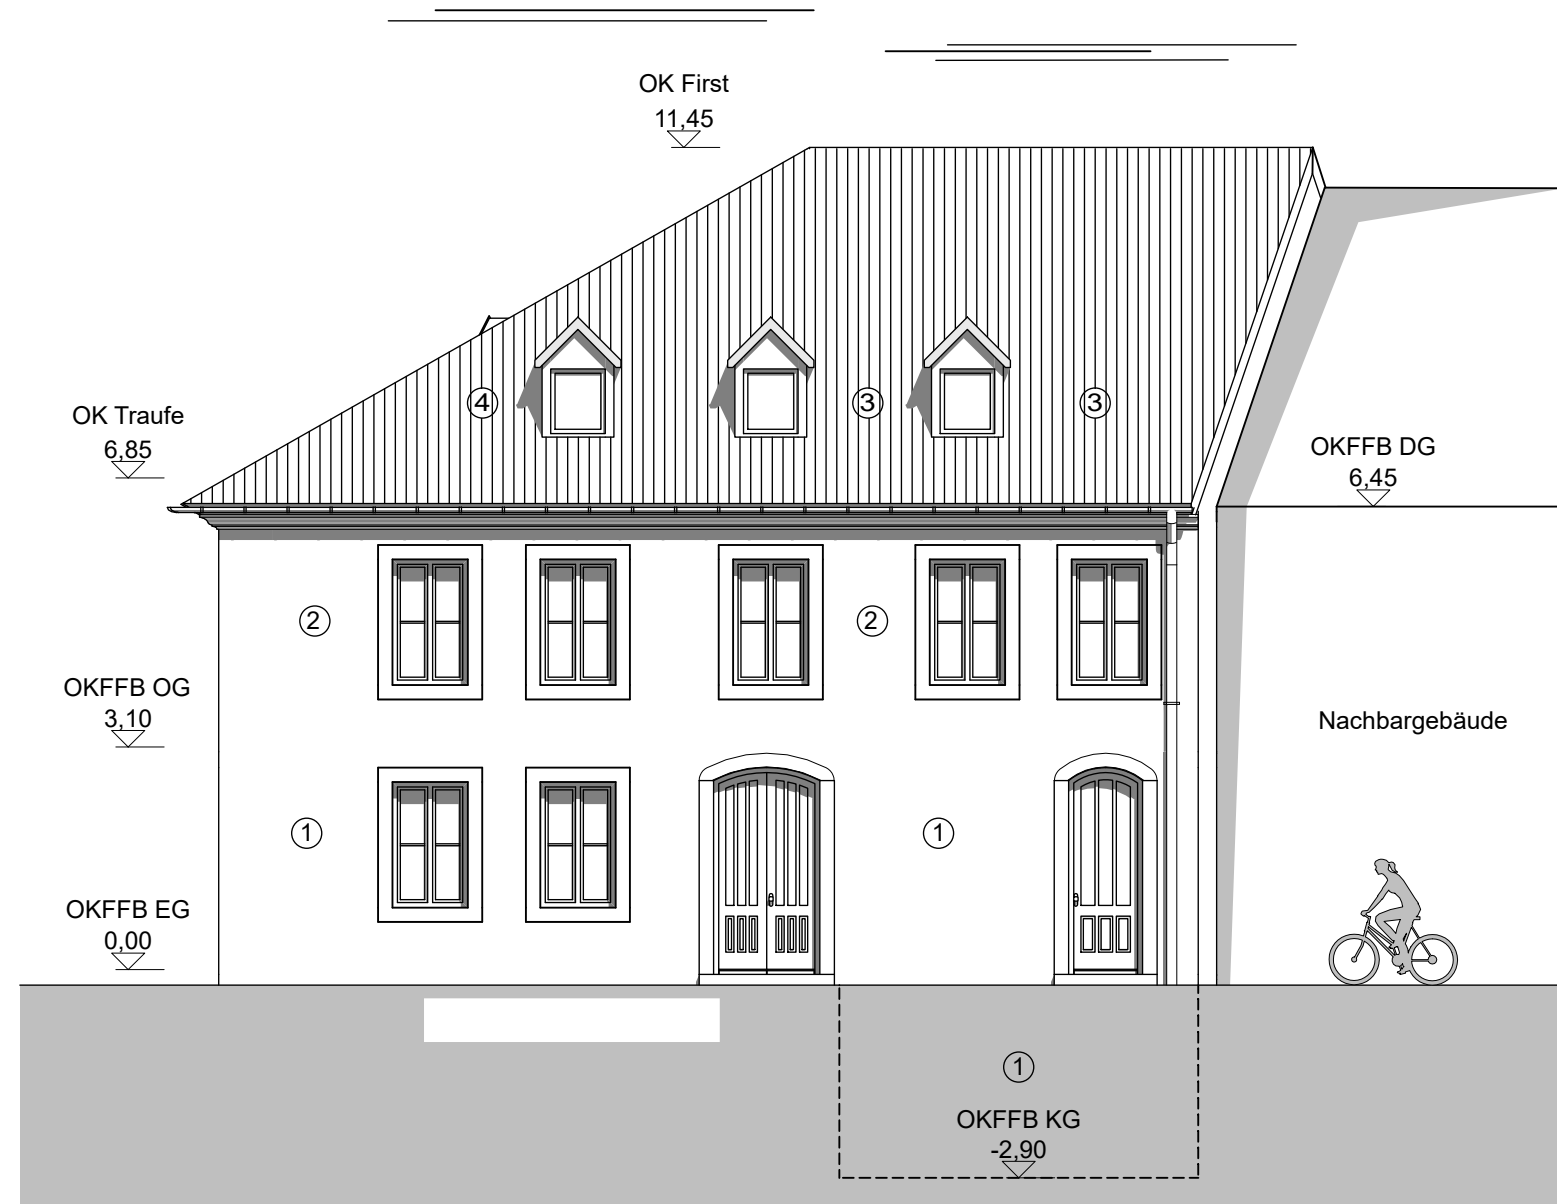 OK First
11,45
4
3
3
OK Traufe
6,85
OKFFB DG
6,45
2
2
OKFFB OG
3,10
Nachbargebäude
1
1
OKFFB EG
0,00
1
OKFFB KG
-2,90